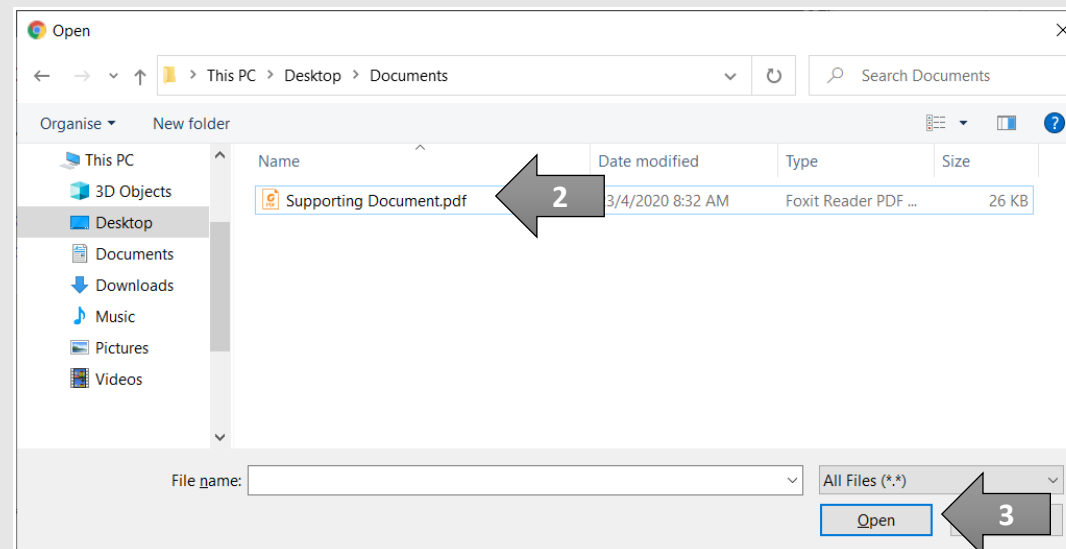 Open
This PC > Desktop > Documents
Search Documents
Organise New folder
?
This PC
Name Date modified Type Size
3D Objects
Supporting Document.pdf 2 3/4/2020 8:32 AM Foxit Reader PDF ... 26 KB
Desktop
Documents
Downloads
Music
Pictures
Videos
File name: All Files (*.*)
Open 3